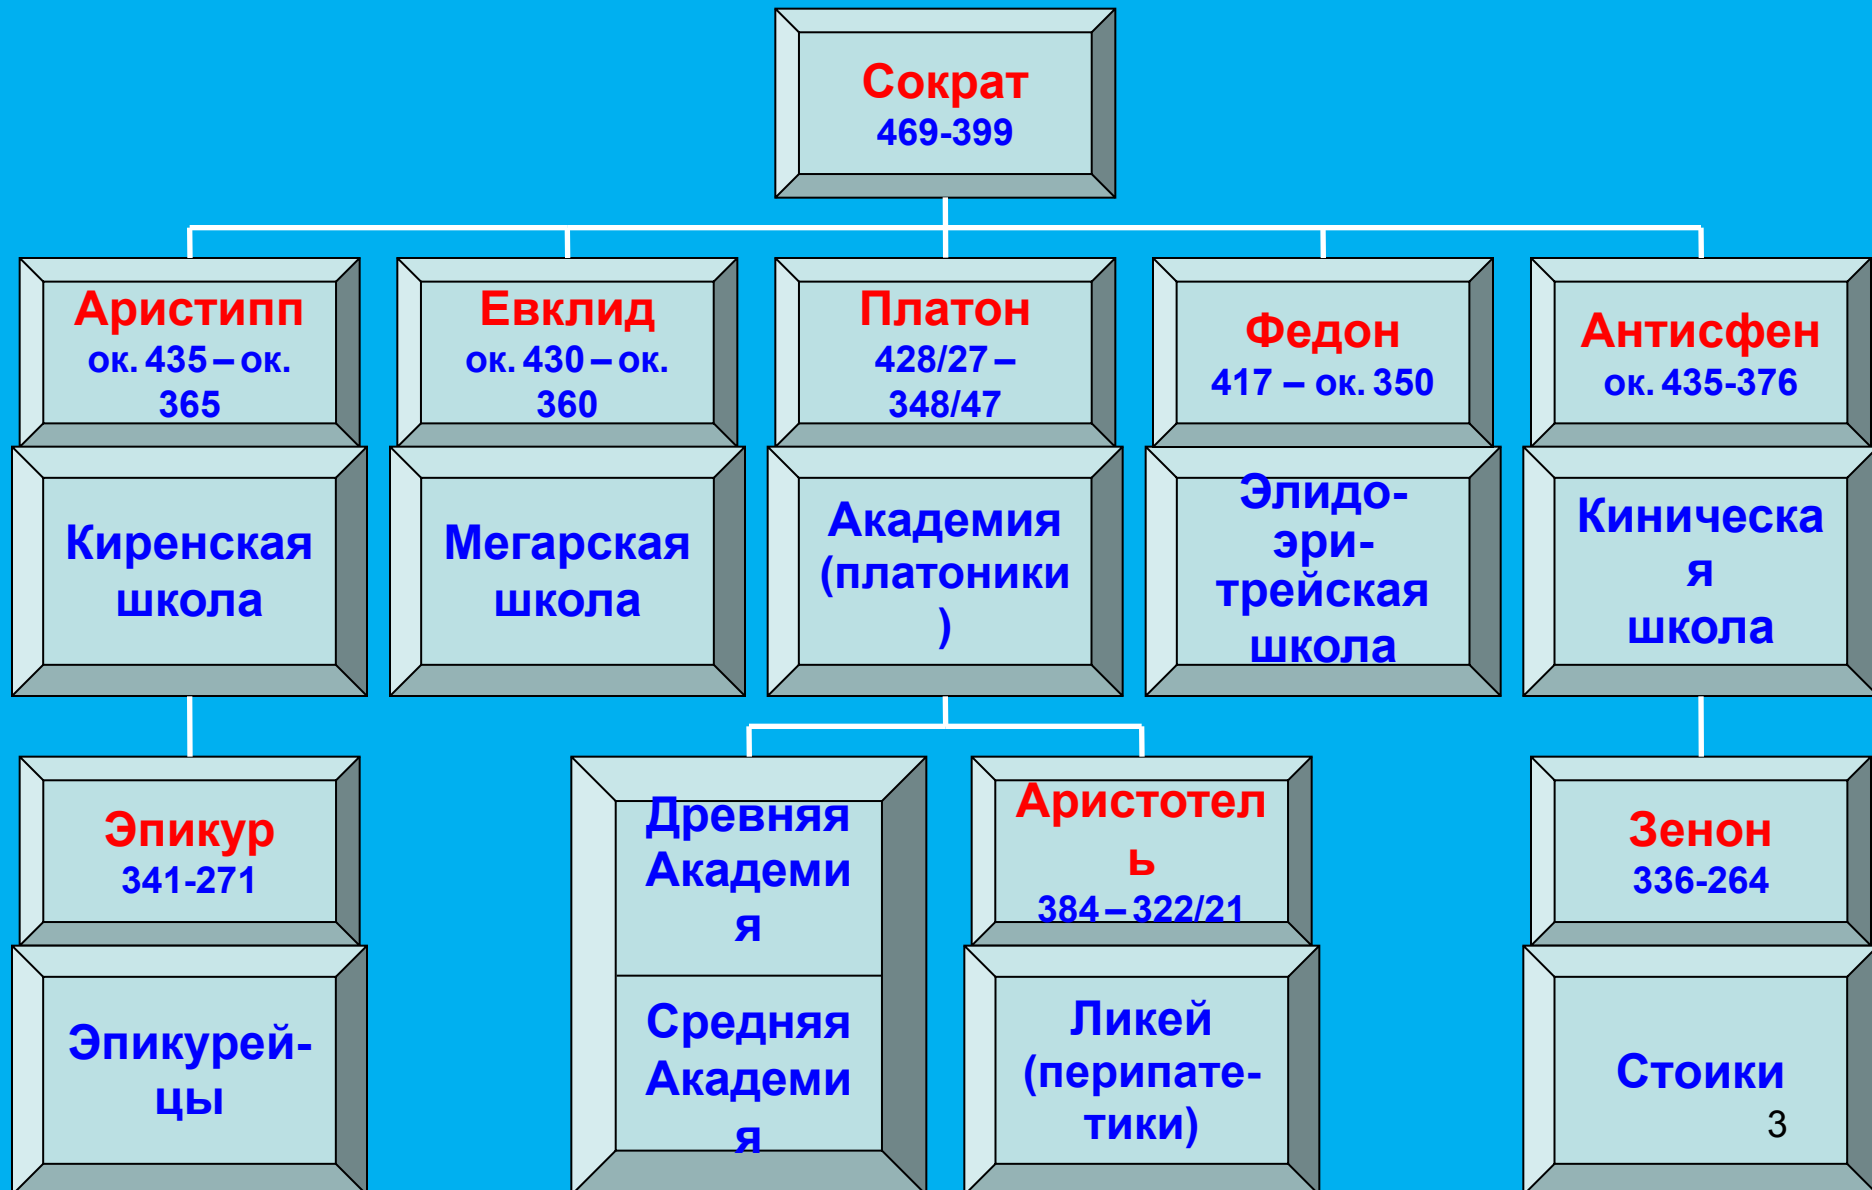 Сократ
469-399
Аристипп
ок. 435 – ок.
365
Евклид
ок. 430 – ок.
360
Платон
428/27 –
348/47
Федон
417 – ок. 350
Антисфен
ок. 435-376
Киренская
школа
Мегарская
школа
Академия
(платоники
)
Элидо-
эри-
трейская
школа
Киническа
я
школа
Эпикур
341-271
Древняя
Академи
я
Средняя
Академи
я
Аристотел
ь
384 – 322/21
Зенон
336-264
Эпикурей-
цы
Ликей
(перипате-
тики)
Стоики
3